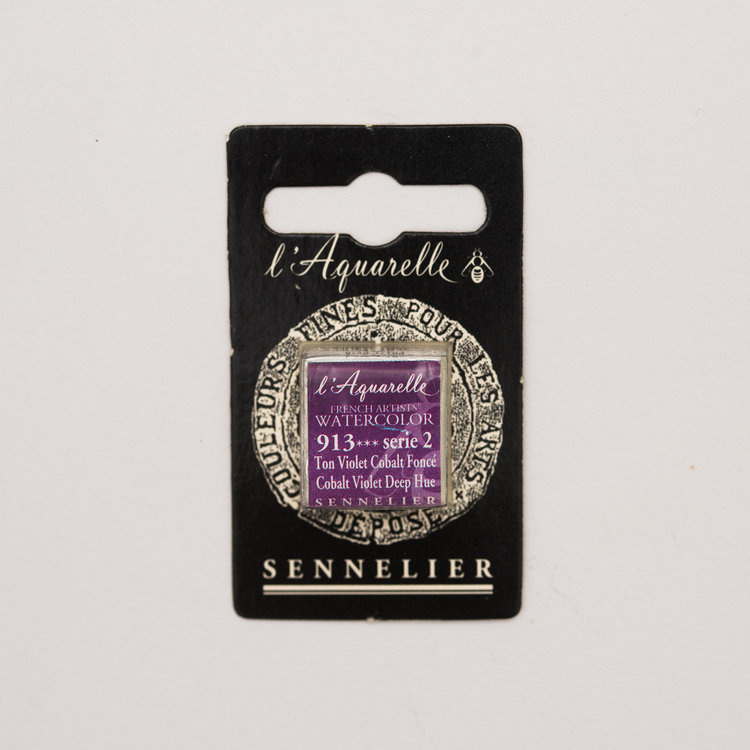 l'Aquarelle
COULEURS FINES POUR LES ARTS
DÉPOSÉ
l'Aquarelle
FRENCH ARTISTS'
WATERCOLOR
913*** serie 2
Ton Violet Cobalt Foncé
Cobalt Violet Deep Hue
SENNELIER
SENNELIER